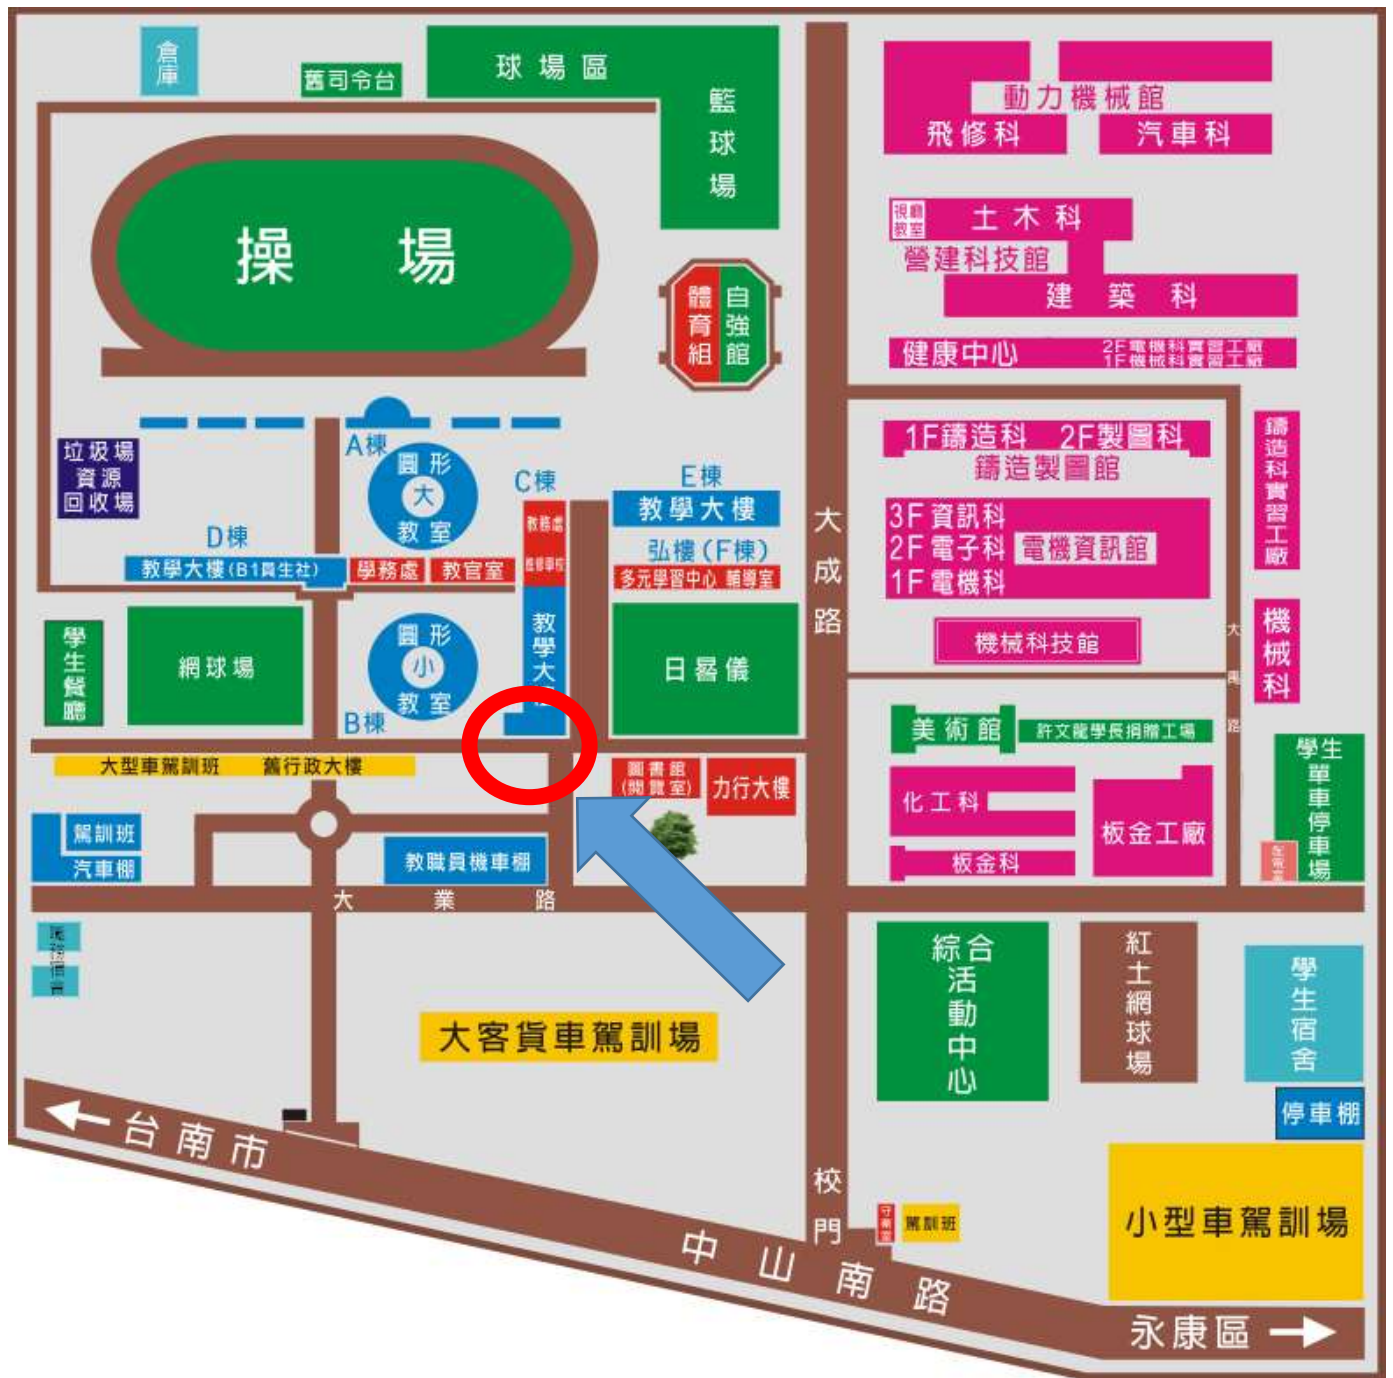 倉庫
舊司令台
球場區
籃球場
動力機械館
飛修科
汽車科
操場
視聽教室
土木科
營建科技館
建築科
體育組
自強館
健康中心
2F電機科實習工廠
1F機械科實習工廠
A棟
圓形
大
教室
垃圾場
資源
回收場
C棟
教務處
進修學校
教學大
E棟
教學大樓
弘樓(F棟)
多元學習中心 輔導室
D棟
教學大樓(B1員生社)
學務處
教官室
大成路
1F鑄造科 2F製圖科
鑄造製圖館
鑄造科實習工廠
3F資訊科
2F電子科
1F電機科
電機資訊館
機械科技館
機械科
學生餐廳
網球場
圓形
小
教室
B棟
日晷儀
美術館
許文龍學長捐贈工場
學生
單車停車場
大型車駕訓班 舊行政大樓
圖書館
(閱覽室)
力行大樓
化工科
板金工廠
板金科
配電室
駕訓班
汽車棚
教職員機車棚
大業路
綜合
活動中心
紅土網球場
學生宿舍
停車棚
大客貨車駕訓場
台南市
校門
守衛室
駕訓班
小型車駕訓場
中山南路
永康區